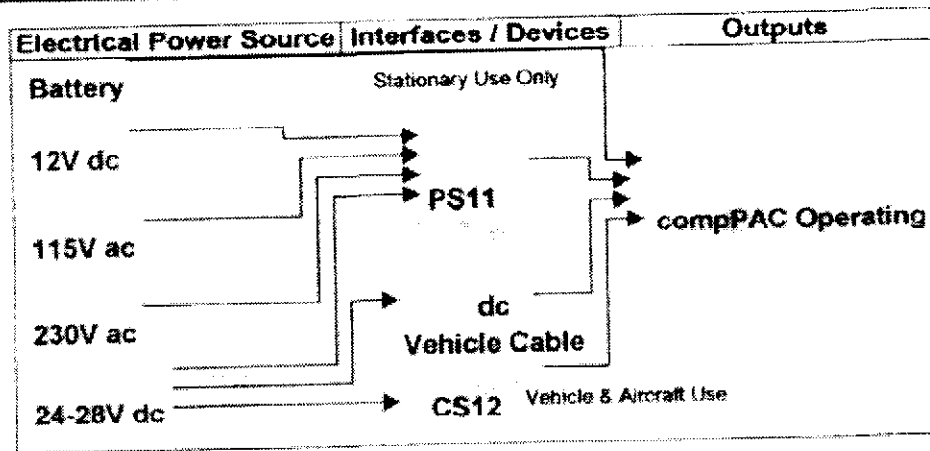 Electrical Power Source Interfaces / Devices Outputs
Battery
Stationary Use Only
12V dc
PS11
compPAC Operating
115V ac
dc
230V ac
Vehicle Cable
24-28V dc
CS12
Vehicle & Aircraft Use